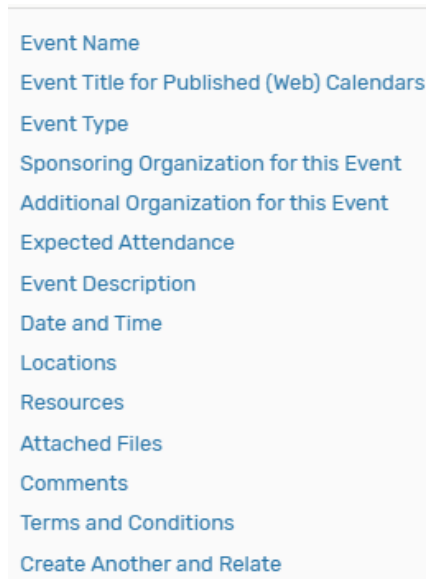 Event Name
Event Title for Published (Web) Calendars
Event Type
Sponsoring Organization for this Event
Additional Organization for this Event
Expected Attendance
Event Description
Date and Time
Locations
Resources
Attached Files
Comments
Terms and Conditions
Create Another and Relate